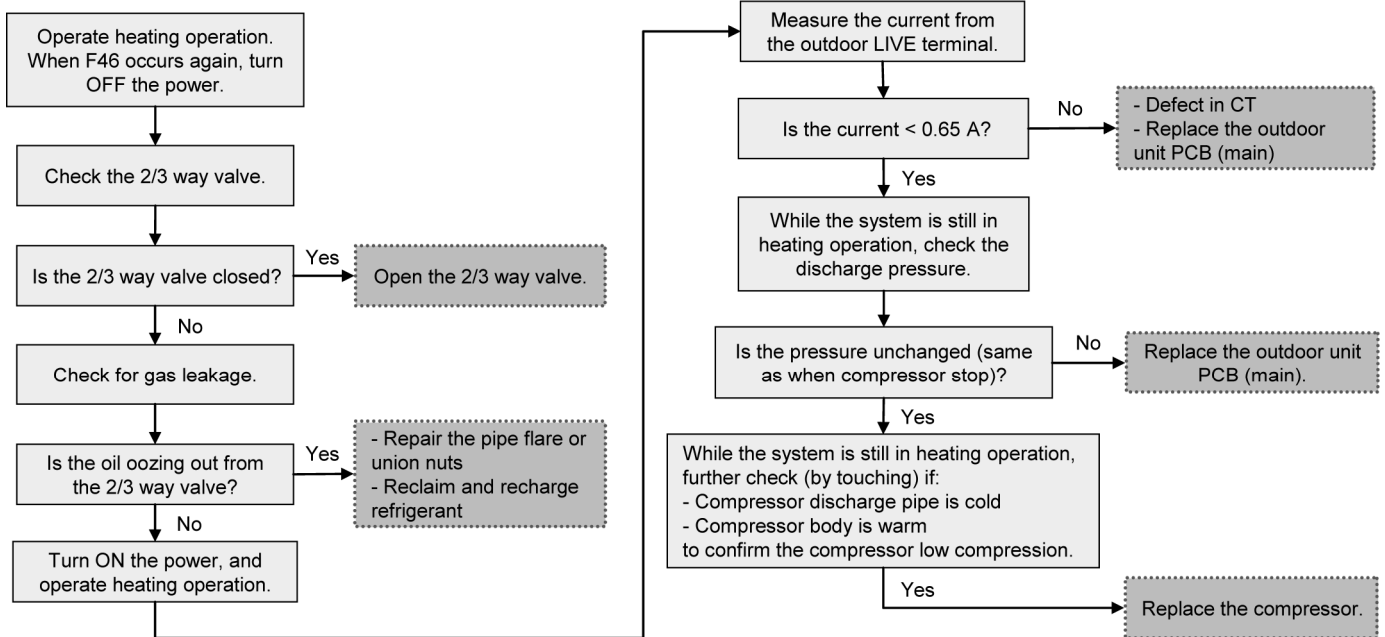 Operate heating operation.
When F46 occurs again, turn
OFF the power.
Check the 2/3 way valve.
Is the 2/3 way valve closed?
Yes
Open the 2/3 way valve.
No
Check for gas leakage.
Is the oil oozing out from
the 2/3 way valve?
Yes
- Repair the pipe flare or
union nuts
- Reclaim and recharge
refrigerant
No
Turn ON the power, and
operate heating operation.
Measure the current from
the outdoor LIVE terminal.
Is the current < 0.65 A?
No
- Defect in CT
- Replace the outdoor
unit PCB (main)
Yes
While the system is still in
heating operation, check the
discharge pressure.
Is the pressure unchanged (same
as when compressor stop)?
No
Replace the outdoor unit
PCB (main).
Yes
While the system is still in heating operation,
further check (by touching) if:
- Compressor discharge pipe is cold
- Compressor body is warm
to confirm the compressor low compression.
Yes
Replace the compressor.